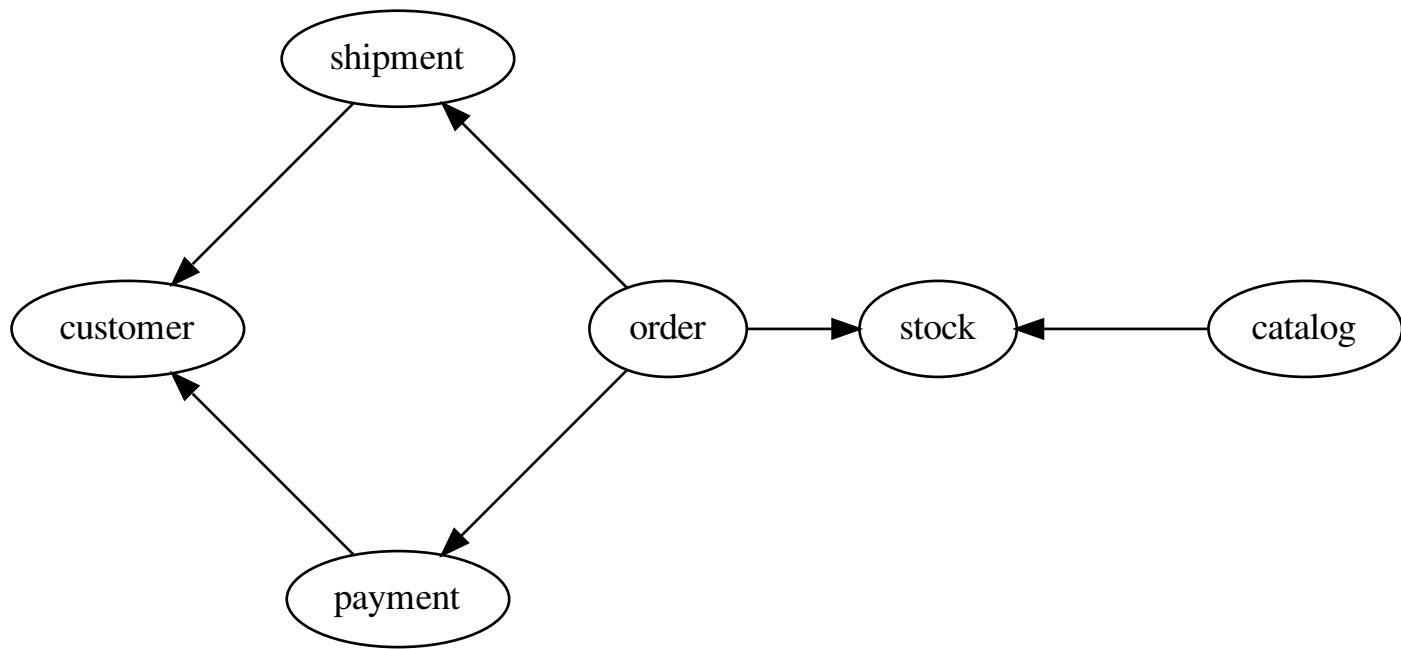 shipment
customer
order
stock
catalog
payment